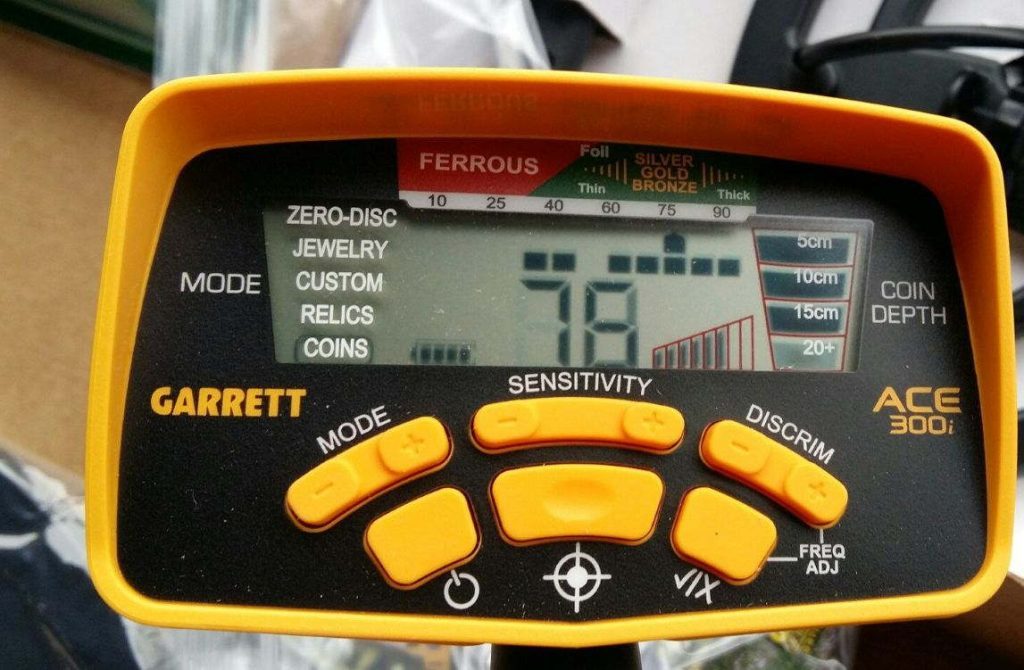 FERROUS
Foil
Thin
SILVER
GOLD
BRONZE
Thick
10 25 40 60 75 90
MODE
ZERO-DISC
JEWELRY
CUSTOM
RELICS
COINS
78
5cm
10cm
15cm
20+
COIN
DEPTH
GARRETT
ACE
300i
MODE
- +
SENSITIVITY
- +
DISCRIM
- +
√/X
FREQ
ADJ